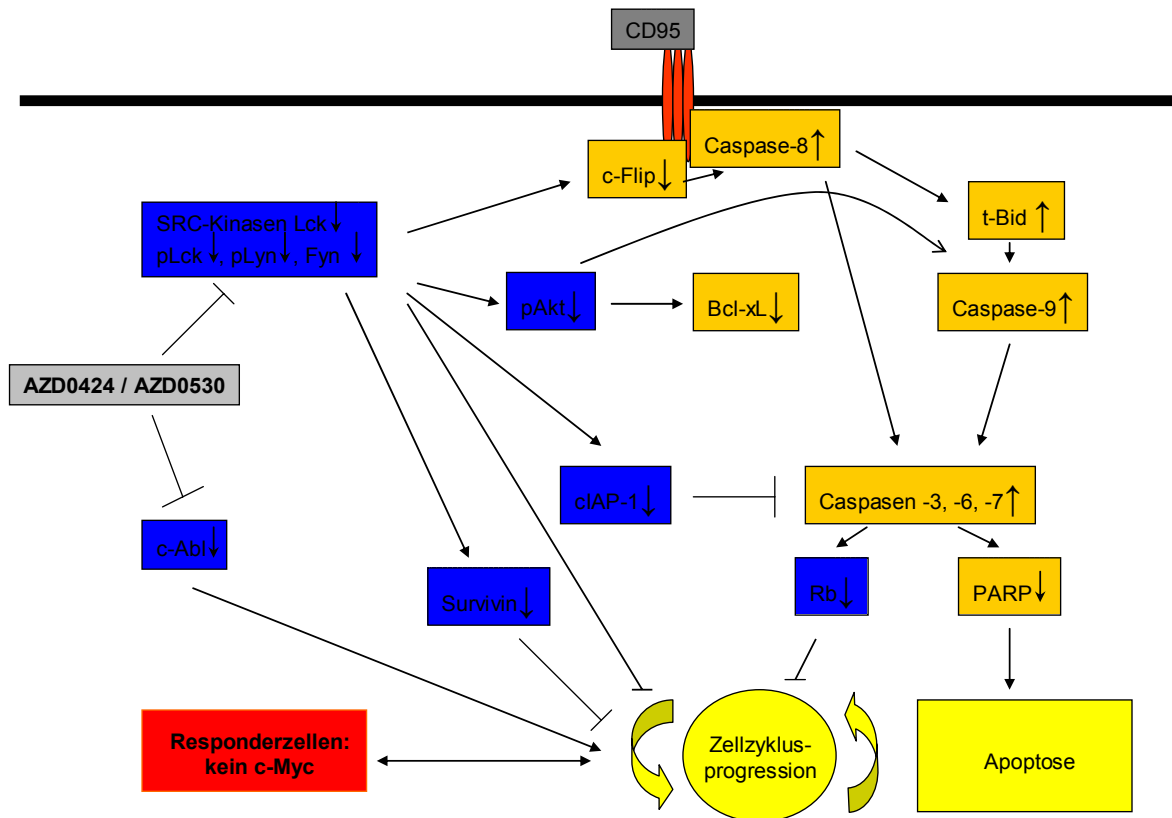 CD95
Caspase-8↑
c-Flip↓
SRC-Kinasen Lck↓
pLck↓, pLyn↓, Fyn ↓
t-Bid ↑
pAkt↓
Bcl-xL↓
Caspase-9↑
AZD0424 / AZD0530
cIAP-1↓
Caspasen -3, -6, -7↑
c-Abl↓
Survivin↓
Rb↓
PARP↓
Responderzellen:
kein c-Myc
Zellzyklus-
progression
Apoptose